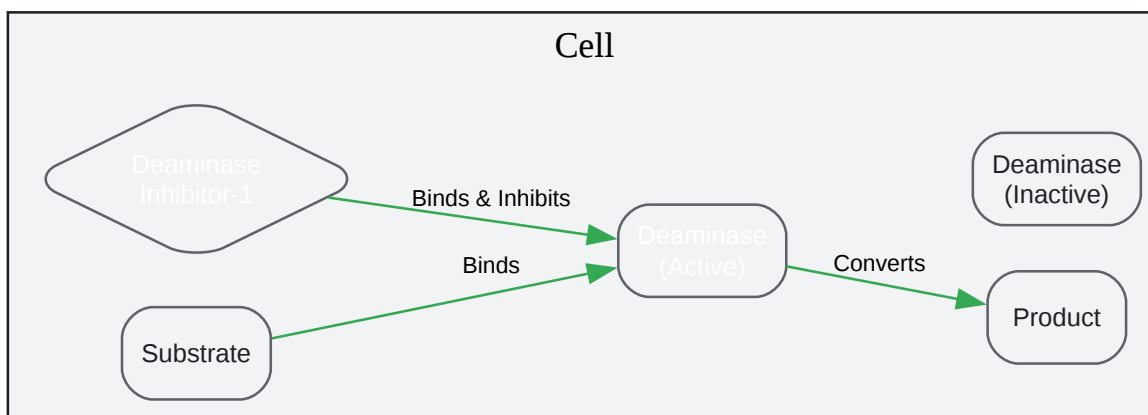 Cell
Deaminase
Inhibitor-1
Binds & Inhibits
Deaminase
(Active)
Deaminase
(Inactive)
Binds
Converts
Substrate
Product